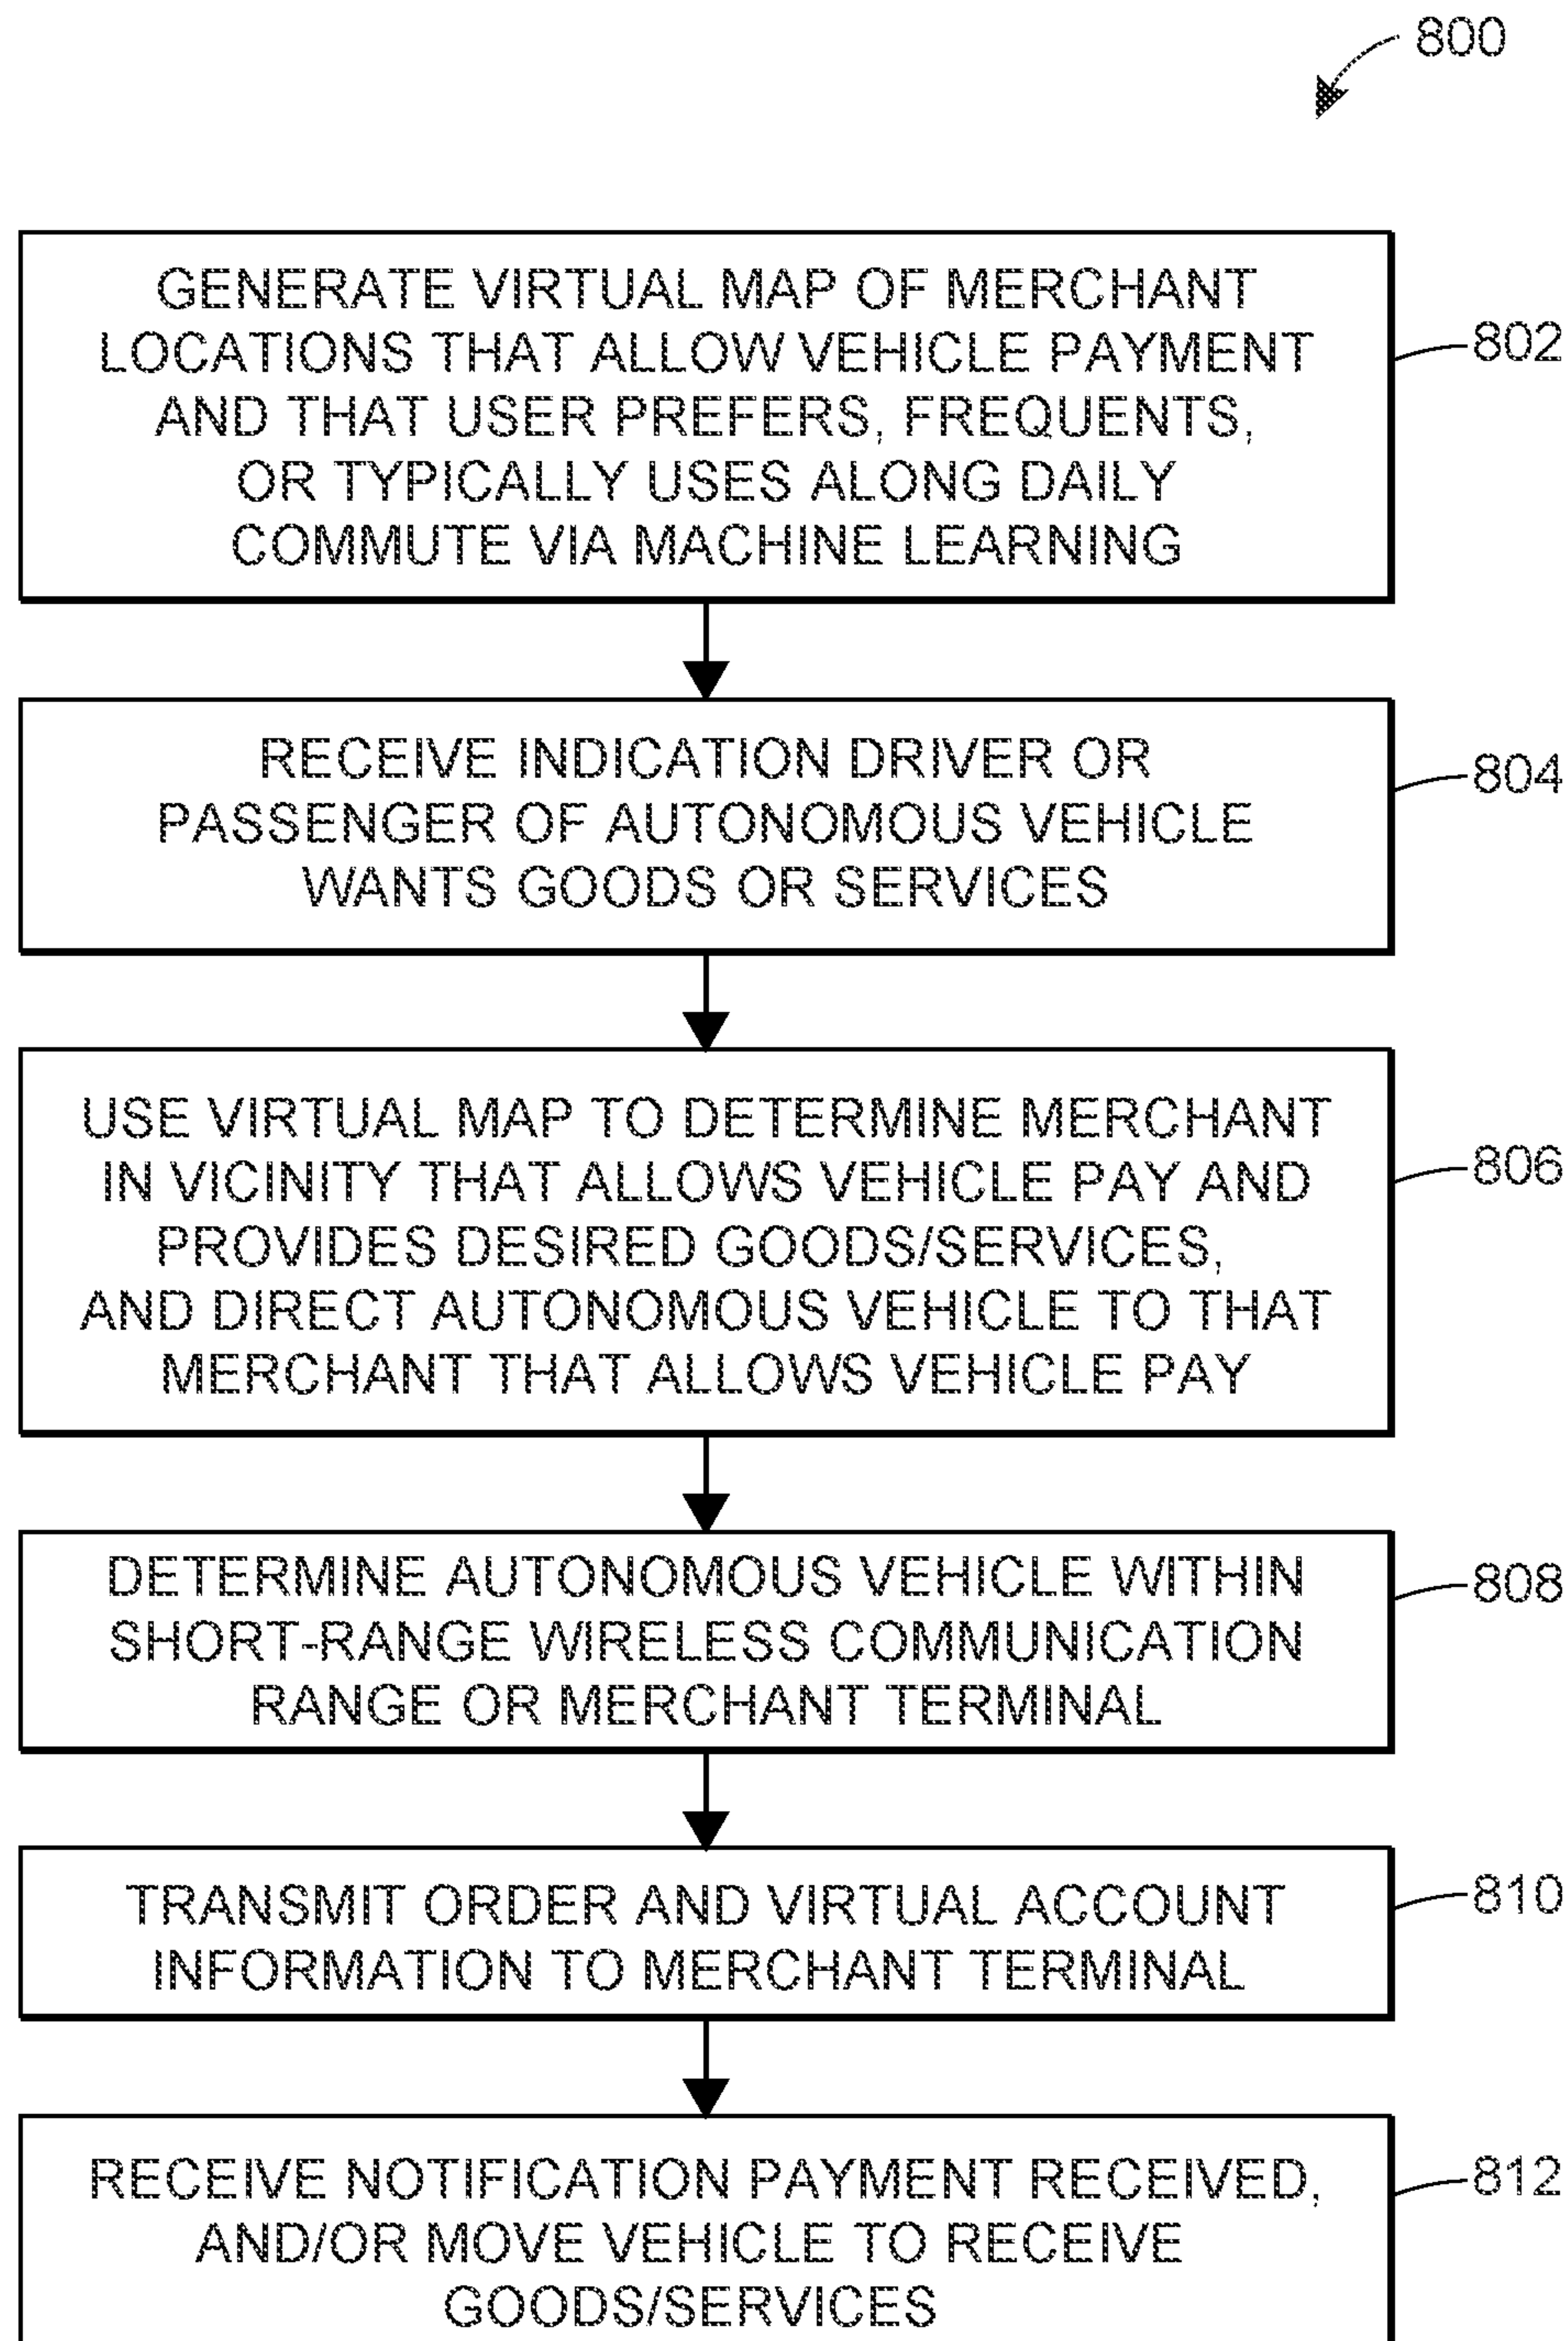 800
GENERATE VIRTUAL MAP OF MERCHANT
LOCATIONS THAT ALLOW VEHICLE PAYMENT
AND THAT USER PREFERS, FREQUENTS,
OR TYPICALLY USES ALONG DAILY
COMMUTE VIA MACHINE LEARNING
802
RECEIVE INDICATION DRIVER OR
PASSENGER OF AUTONOMOUS VEHICLE
WANTS GOODS OR SERVICES
804
USE VIRTUAL MAP TO DETERMINE MERCHANT
IN VICINITY THAT ALLOWS VEHICLE PAY AND
PROVIDES DESIRED GOODS/SERVICES,
AND DIRECT AUTONOMOUS VEHICLE TO THAT
MERCHANT THAT ALLOWS VEHICLE PAY
806
DETERMINE AUTONOMOUS VEHICLE WITHIN
SHORT-RANGE WIRELESS COMMUNICATION
RANGE OR MERCHANT TERMINAL
808
TRANSMIT ORDER AND VIRTUAL ACCOUNT
INFORMATION TO MERCHANT TERMINAL
810
RECEIVE NOTIFICATION PAYMENT RECEIVED,
AND/OR MOVE VEHICLE TO RECEIVE
GOODS/SERVICES
812